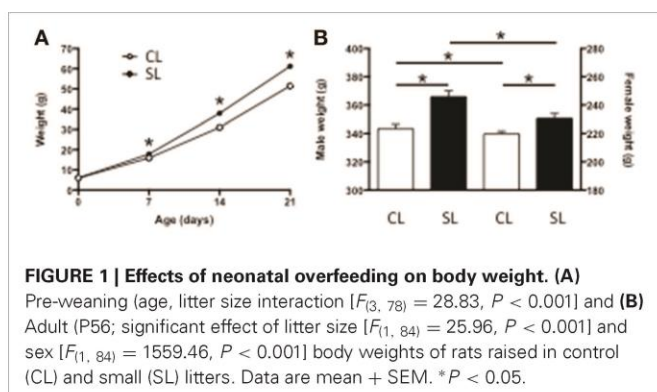 A
B
CL
SL
*
*
*
Weight (g)
70
60
50
40
30
20
10
0
0
7
14
21
Age (days)
*
*
*
*
Male weight (g)
400
380
360
340
320
300
Female weight (g)
280
260
240
220
200
180
CL
SL
CL
SL
FIGURE 1 | Effects of neonatal overfeeding on body weight. (A)
Pre-weaning (age, litter size interaction [F(3, 78) = 28.83, P < 0.001] and (B)
Adult (P56; significant effect of litter size [F(1, 84) = 25.96, P < 0.001] and
sex [F(1, 84) = 1559.46, P < 0.001] body weights of rats raised in control
(CL) and small (SL) litters. Data are mean + SEM. *P < 0.05.